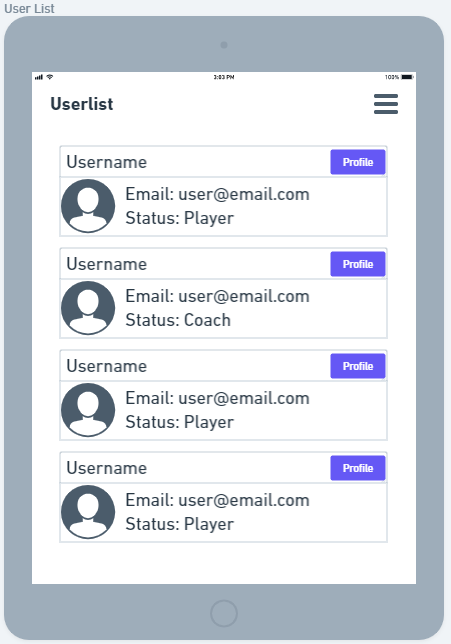 User List
3:03 PM
100%
Userlist
Username
Profile
Email: user@email.com
Status: Player
Username
Profile
Email: user@email.com
Status: Coach
Username
Profile
Email: user@email.com
Status: Player
Username
Profile
Email: user@email.com
Status: Player